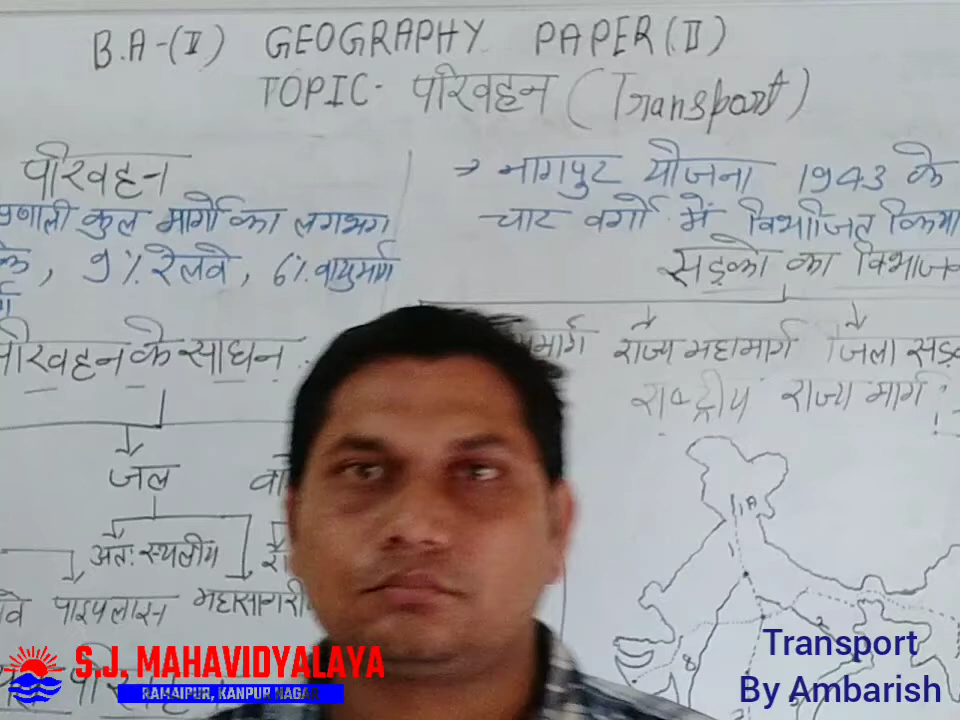 B.A-(II) GEOGRAPHY PAPER(II)
TOPIC- परिवहन (Transport)
परिवहन
प्रणाली कुल मार्गो का लगभग
के, 9% रेलवे, 6% वायुमार्ग
र्ग
परिवहन के साधन
जल
अंतः स्थलीय
पाइपलाइन
महासागरी
→ नागपुर योजना 1943 के
चार वर्गो में विभाजित किया
सड़को का विभाजन
राज्य महामार्ग
जिला सड़क
राष्ट्रीय राज्य मार्ग
S.J. MAHAVIDYALAYA
RAMAIPUR, KANPUR NAGAR
Transport
By Ambarish